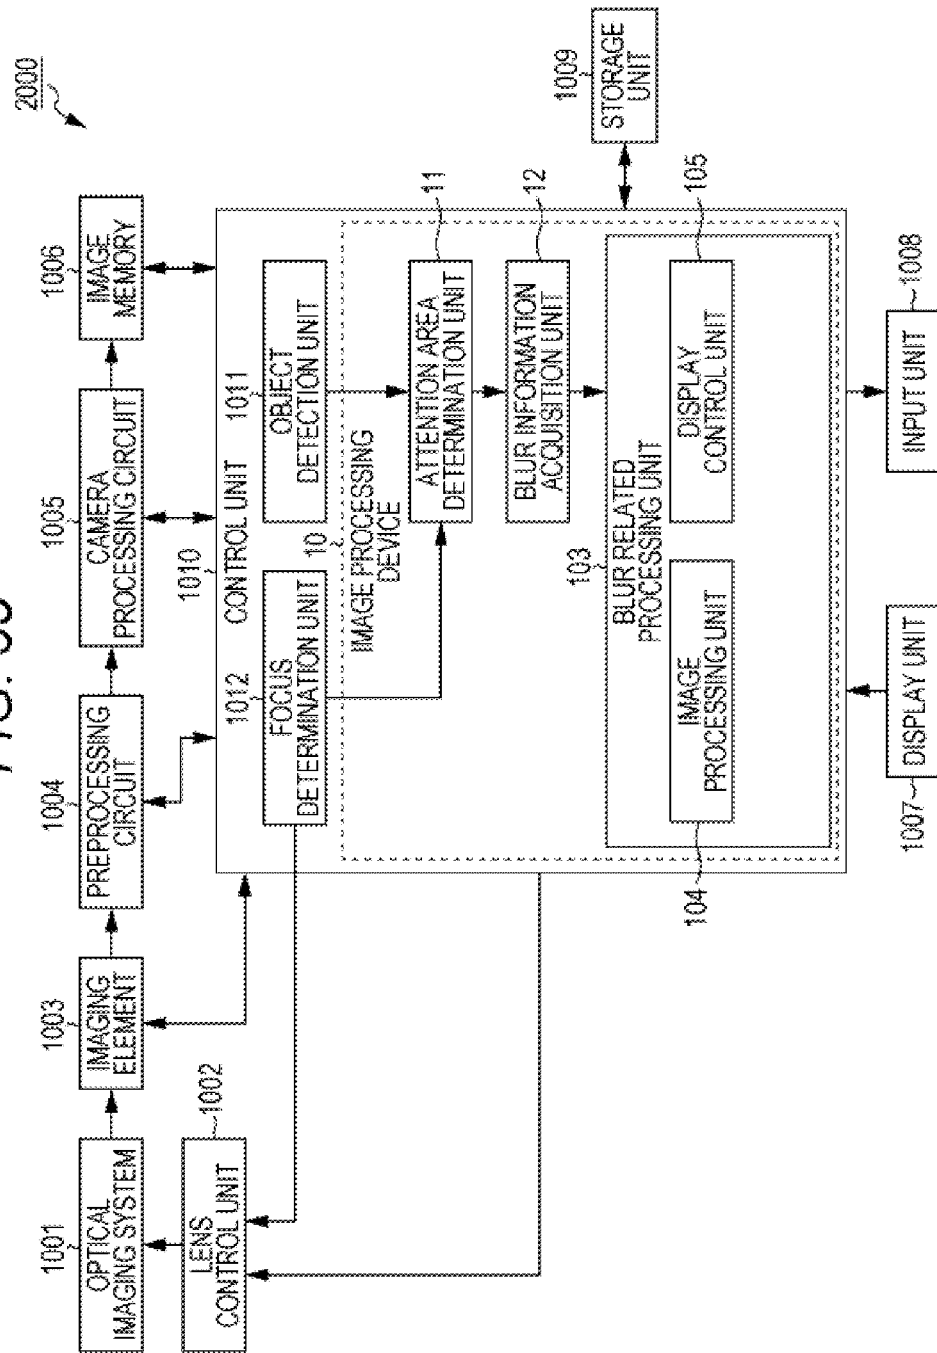 2000
1001
OPTICAL
IMAGING SYSTEM
1002
LENS
CONTROL UNIT
1003
IMAGING
ELEMENT
1004
PREPROCESSING
CIRCUIT
1005
CAMERA
PROCESSING CIRCUIT
1006
IMAGE
MEMORY
1010
CONTROL UNIT
1012
FOCUS
DETERMINATION UNIT
1011
OBJECT
DETECTION UNIT
10
IMAGE PROCESSING
DEVICE
11
ATTENTION AREA
DETERMINATION UNIT
12
BLUR INFORMATION
ACQUISITION UNIT
103
BLUR RELATED
PROCESSING UNIT
104
IMAGE
PROCESSING UNIT
105
DISPLAY
CONTROL UNIT
1009
STORAGE
UNIT
1007
DISPLAY UNIT
1008
INPUT UNIT